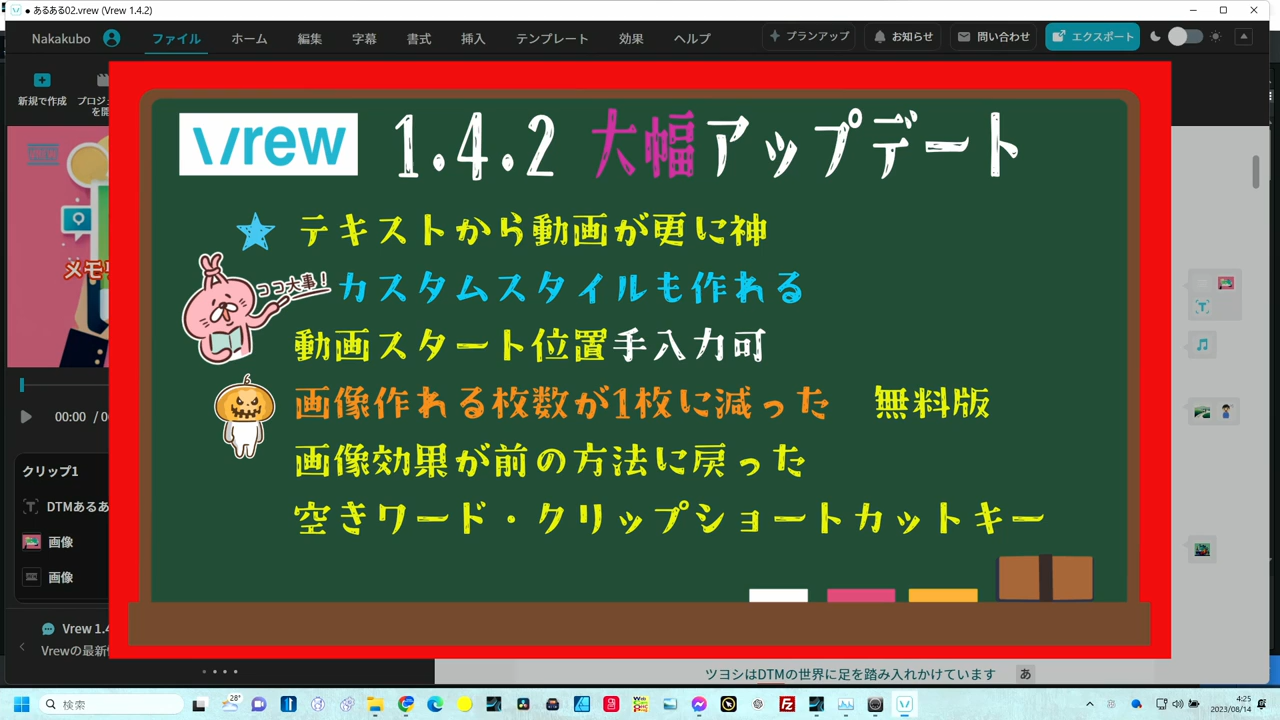 あるある02.vrew (Vrew 1.4.2)
Nakakubo ファイル ホーム 編集 字幕 書式 挿入 テンプレート 効果 ヘルプ プランアップ お知らせ 問い合わせ エクスポート
新規で作成 プロジェ
を開
Vrew 1.4.2 大幅アップデート
テキストから動画が更に神
ココ大事!
カスタムスタイルも作れる
動画スタート位置手入力可
画像作れる枚数が1枚に減った 無料版
画像効果が前の方法に戻った
空きワード・クリップショートカットキー
メモ
00:00
クリップ1
DTMあるあ
画像
画像
Vrew 1.4
Vrewの最新
ツヨシはDTMの世界に足を踏み入れかけています あ
28°
検索
4:25
2023/08/14